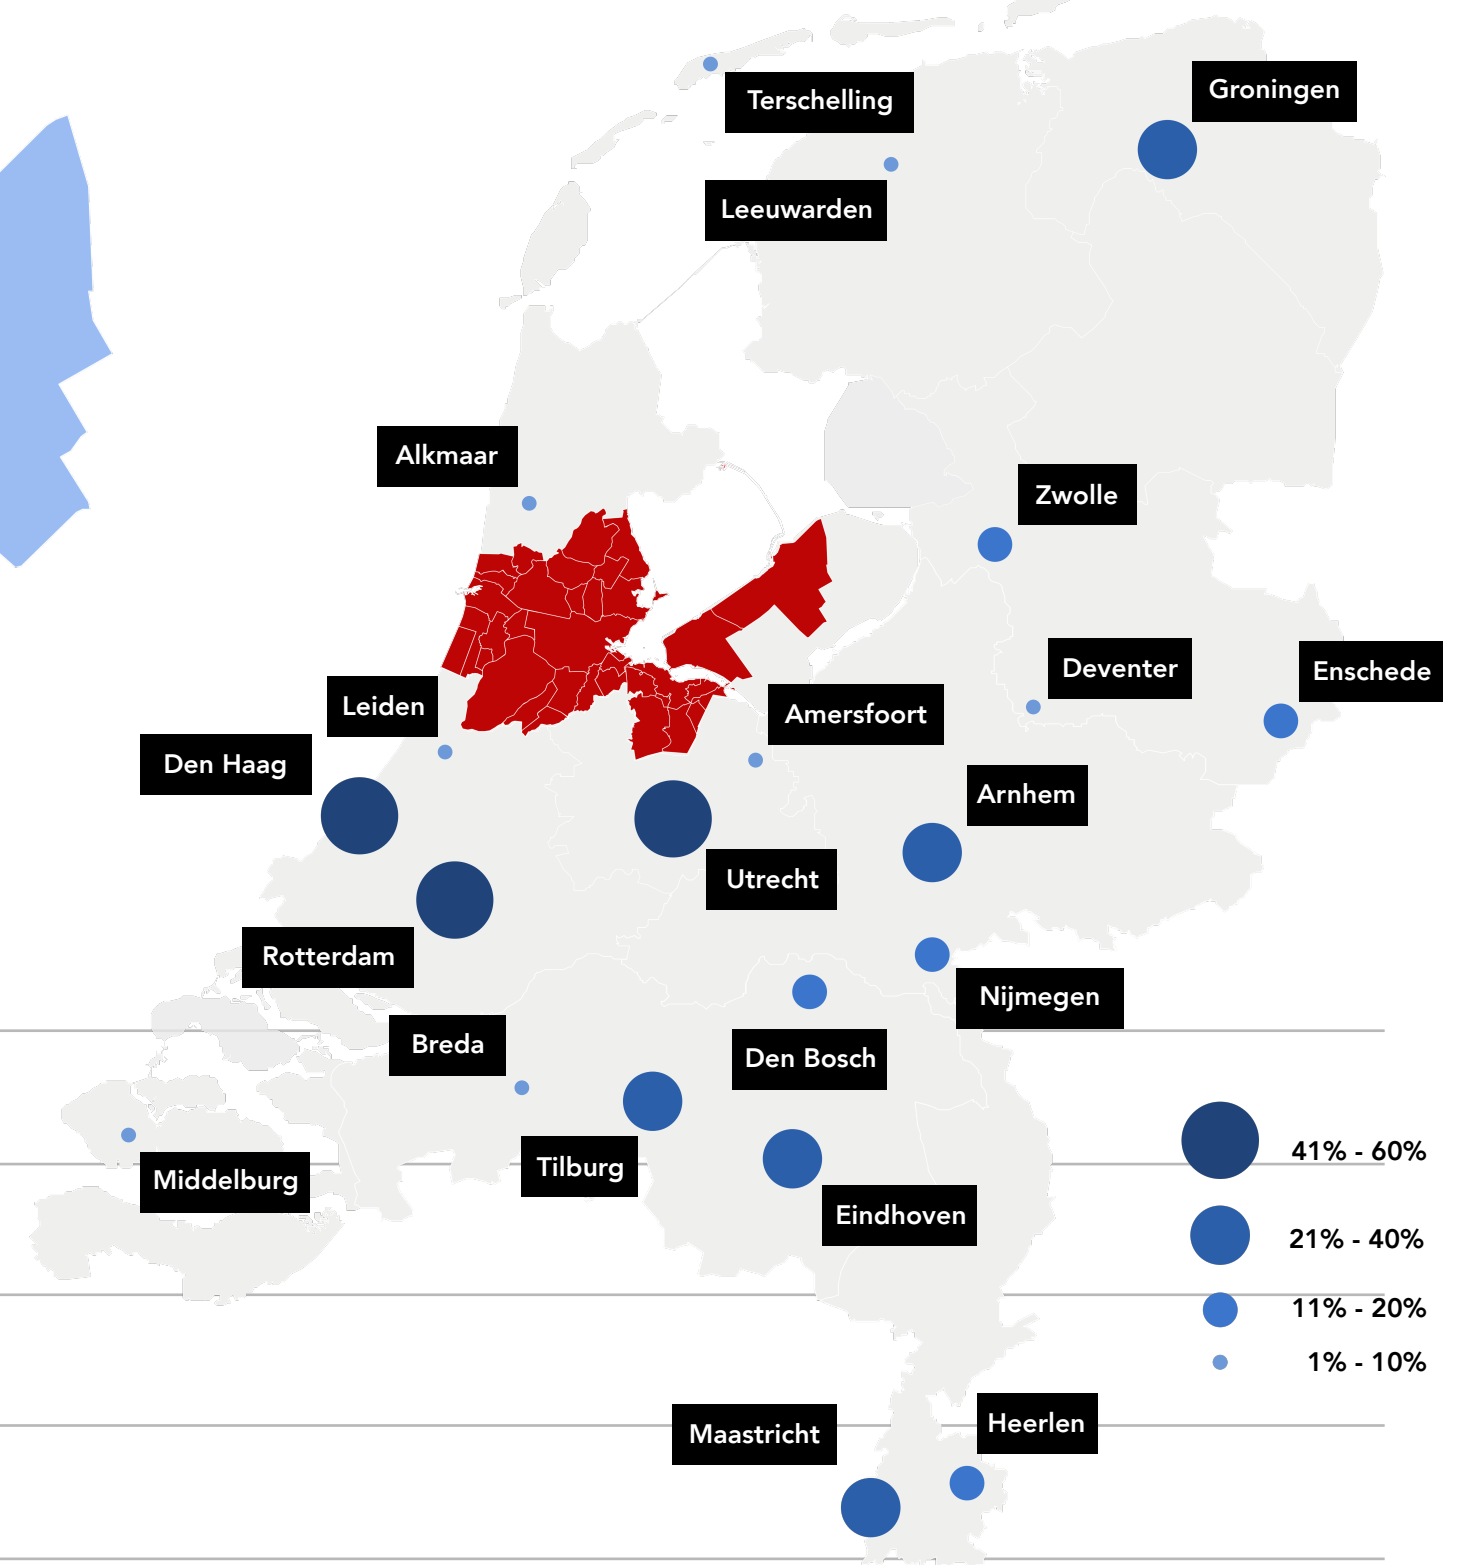 Groningen
Terschelling
Leeuwarden
Alkmaar
Zwolle
Deventer
Enschede
Leiden
Amersfoort
Den Haag
Arnhem
Utrecht
Rotterdam
Nijmegen
Breda
Den Bosch
Tilburg
Middelburg
Eindhoven
41% - 60%
21% - 40%
11% - 20%
1% - 10%
Maastricht
Heerlen